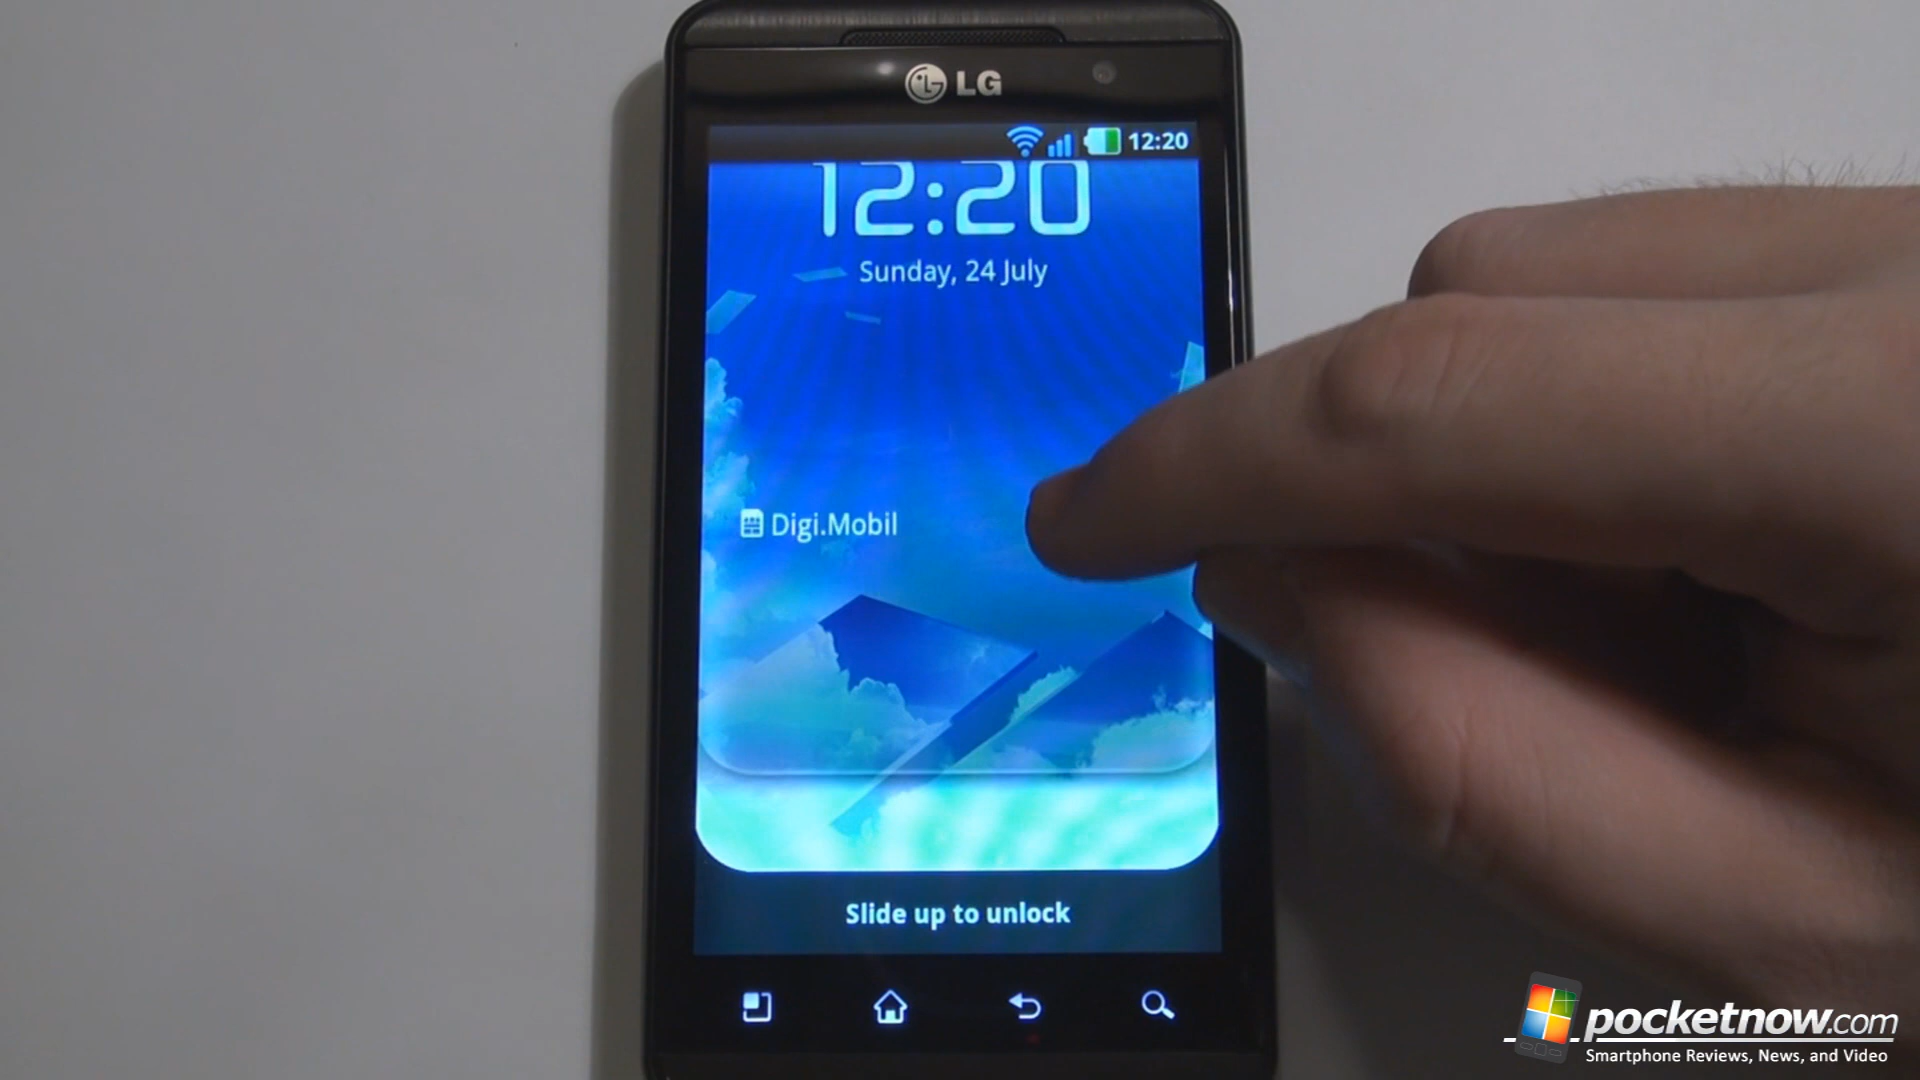 LG
12:20
12:20
Sunday, 24 July
Digi.Mobil
Slide up to unlock
pocketnow.com
Smartphone Reviews, News, and Video